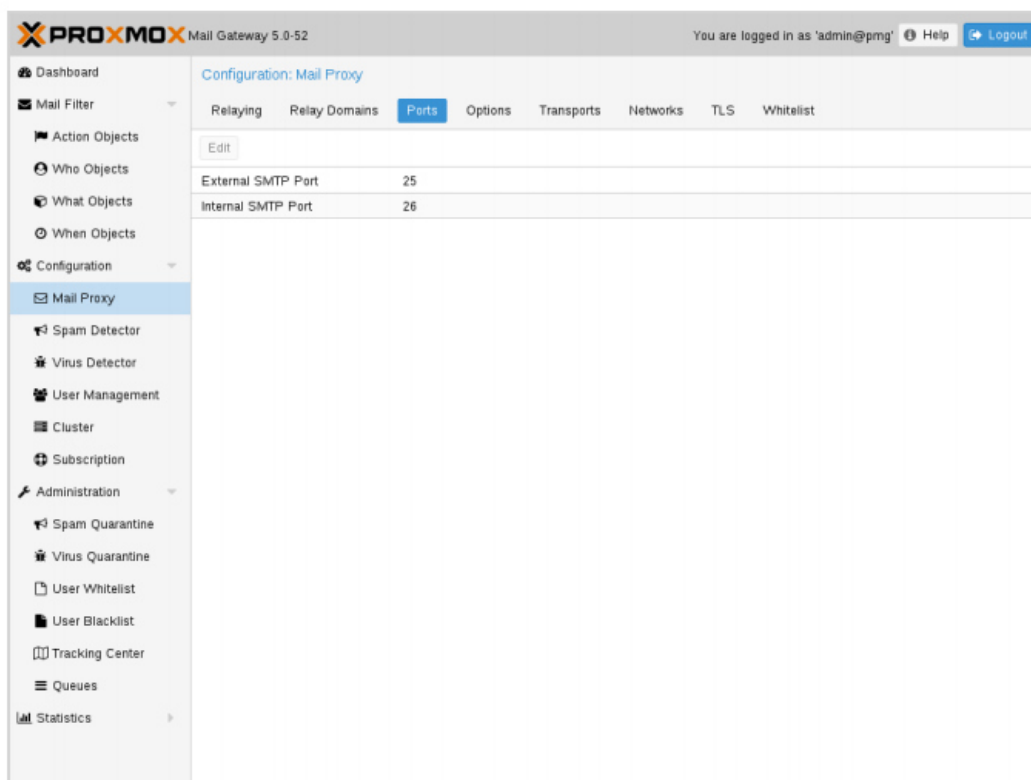 PROXMOX Mail Gateway 5.0-52 You are logged in as 'admin@pmg' Help Logout
Dashboard
Mail Filter
Action Objects
Who Objects
What Objects
When Objects
Configuration
Mail Proxy
Spam Detector
Virus Detector
User Management
Cluster
Subscription
Administration
Spam Quarantine
Virus Quarantine
User Whitelist
User Blacklist
Tracking Center
Queues
Statistics
Configuration: Mail Proxy
Relaying Relay Domains Ports Options Transports Networks TLS Whitelist
Edit
External SMTP Port 25
Internal SMTP Port 26